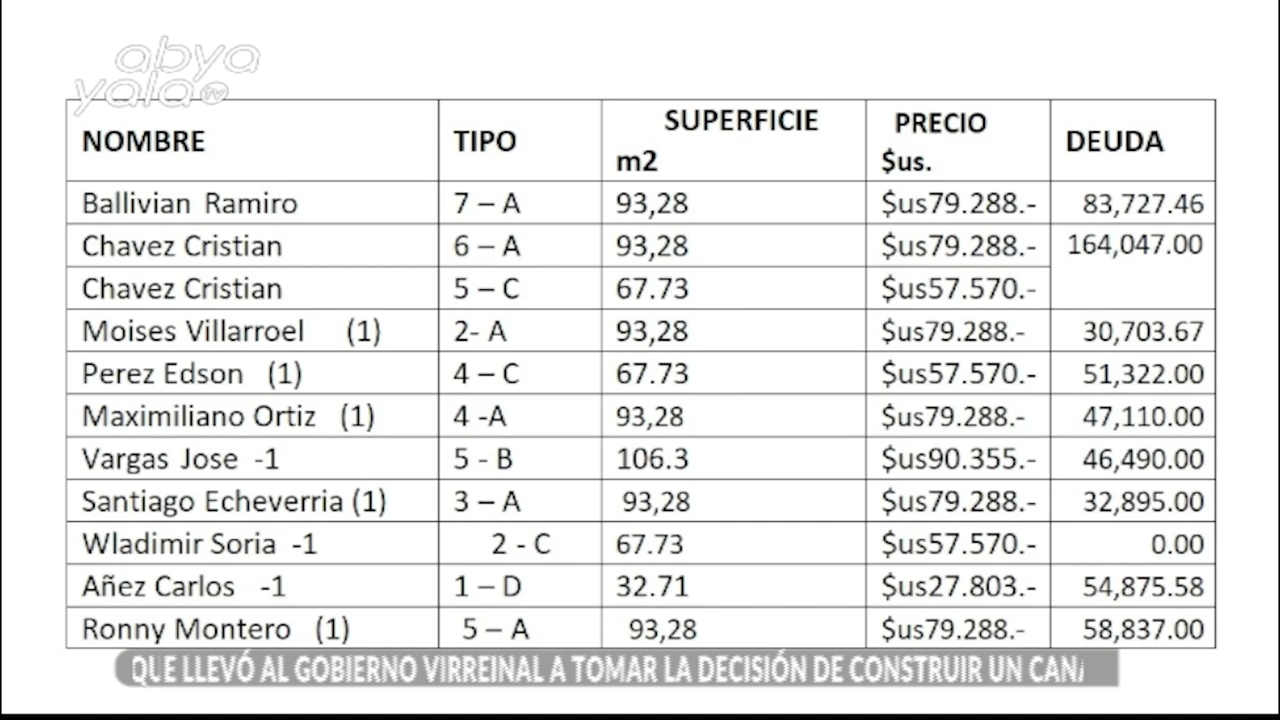 abya
yala tv
NOMBRE TIPO SUPERFICIE m2 PRECIO $us. DEUDA
Ballivian Ramiro 7 – A 93,28 $us79.288.- 83,727.46
Chavez Cristian 6 – A 93,28 $us79.288.- 164,047.00
Chavez Cristian 5 – C 67.73 $us57.570.-
Moises Villarroel (1) 2- A 93,28 $us79.288.- 30,703.67
Perez Edson (1) 4 – C 67.73 $us57.570.- 51,322.00
Maximiliano Ortiz (1) 4 -A 93,28 $us79.288.- 47,110.00
Vargas Jose -1 5 - B 106.3 $us90.355.- 46,490.00
Santiago Echeverria (1) 3 – A 93,28 $us79.288.- 32,895.00
Wladimir Soria -1 2 - C 67.73 $us57.570.- 0.00
Añez Carlos -1 1 – D 32.71 $us27.803.- 54,875.58
Ronny Montero (1) 5 – A 93,28 $us79.288.- 58,837.00
QUE LLEVÓ AL GOBIERNO VIRREINAL A TOMAR LA DECISIÓN DE CONSTRUIR UN CANA